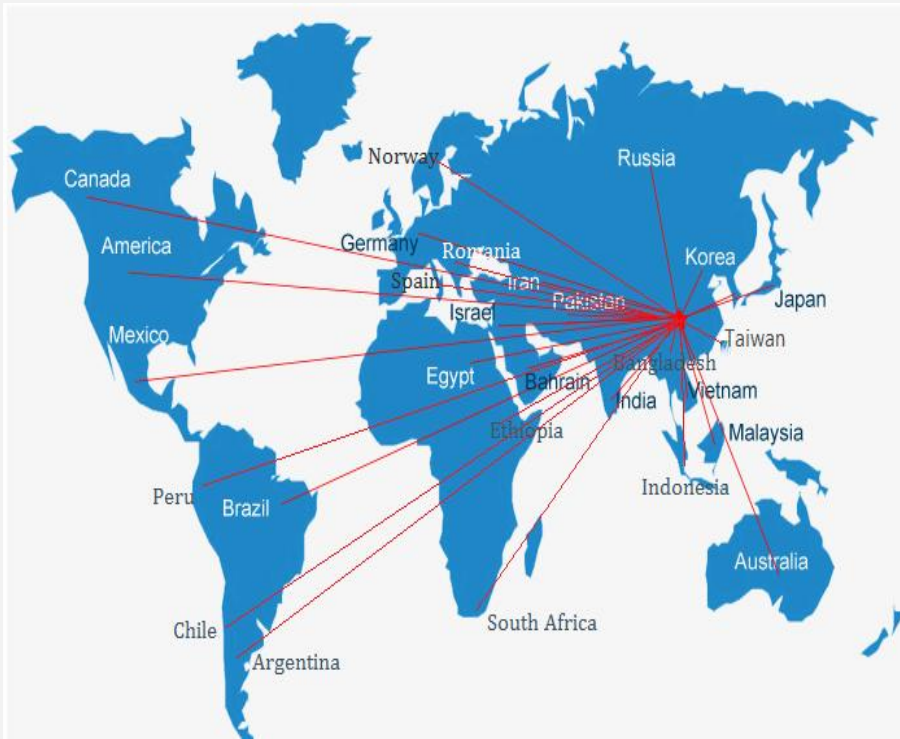 Norway
Russia
Canada
America
Germany
Romania
Korea
Spain
Iran
Pakistan
Japan
Israel
Mexico
Taiwan
Bangladesh
Egypt
Bahrain
India
Vietnam
Ethiopia
Malaysia
Peru
Brazil
Indonesia
Australia
Chile
South Africa
Argentina